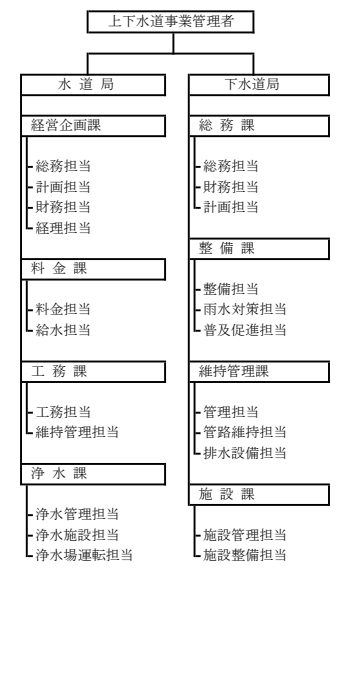 上下水道事業管理者
水道局
経営企画課
総務担当
計画担当
財務担当
経理担当
料金課
料金担当
給水担当
工務課
工務担当
維持管理担当
浄水課
浄水管理担当
浄水施設担当
浄水場運転担当
下水道局
総務課
総務担当
財務担当
計画担当
整備課
整備担当
雨水対策担当
普及促進担当
維持管理課
管理担当
管路維持担当
排水設備担当
施設課
施設管理担当
施設整備担当